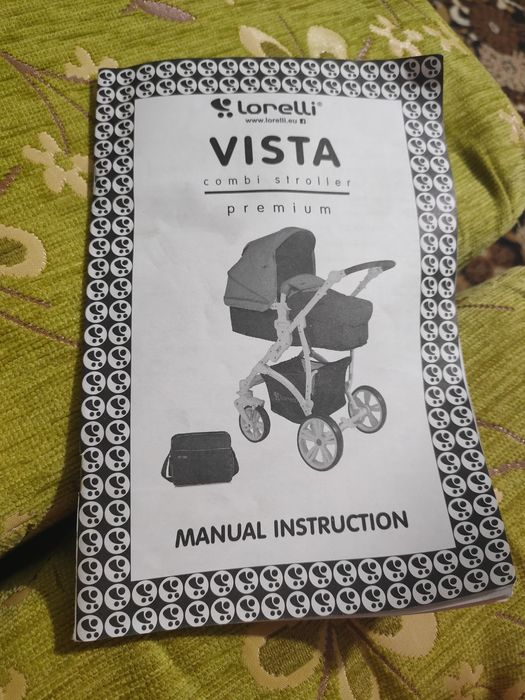 Lorelli®
www.lorelli.eu
VISTA
combi stroller
premium
MANUAL INSTRUCTION